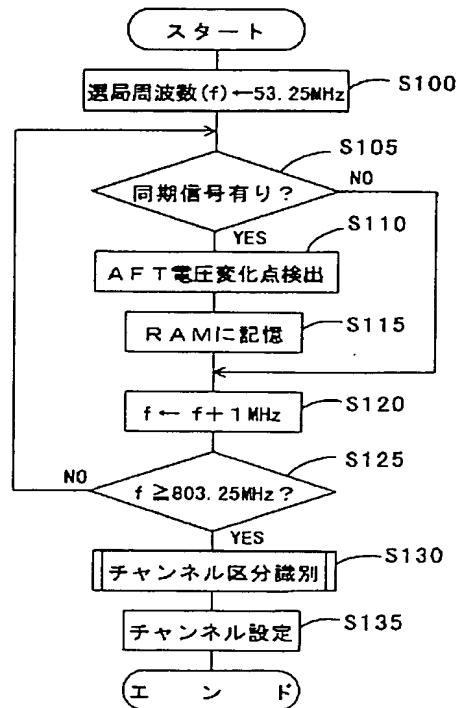 スタート
選局周波数(f)←53.25MHz
S100
S105
同期信号有り？
NO
YES
S110
AFT電圧変化点検出
RAMに記憶
S115
f ← f+1MHz
S120
S125
NO
f ≧803.25MHz？
YES
チャンネル区分識別
S130
チャンネル設定
S135
エンド